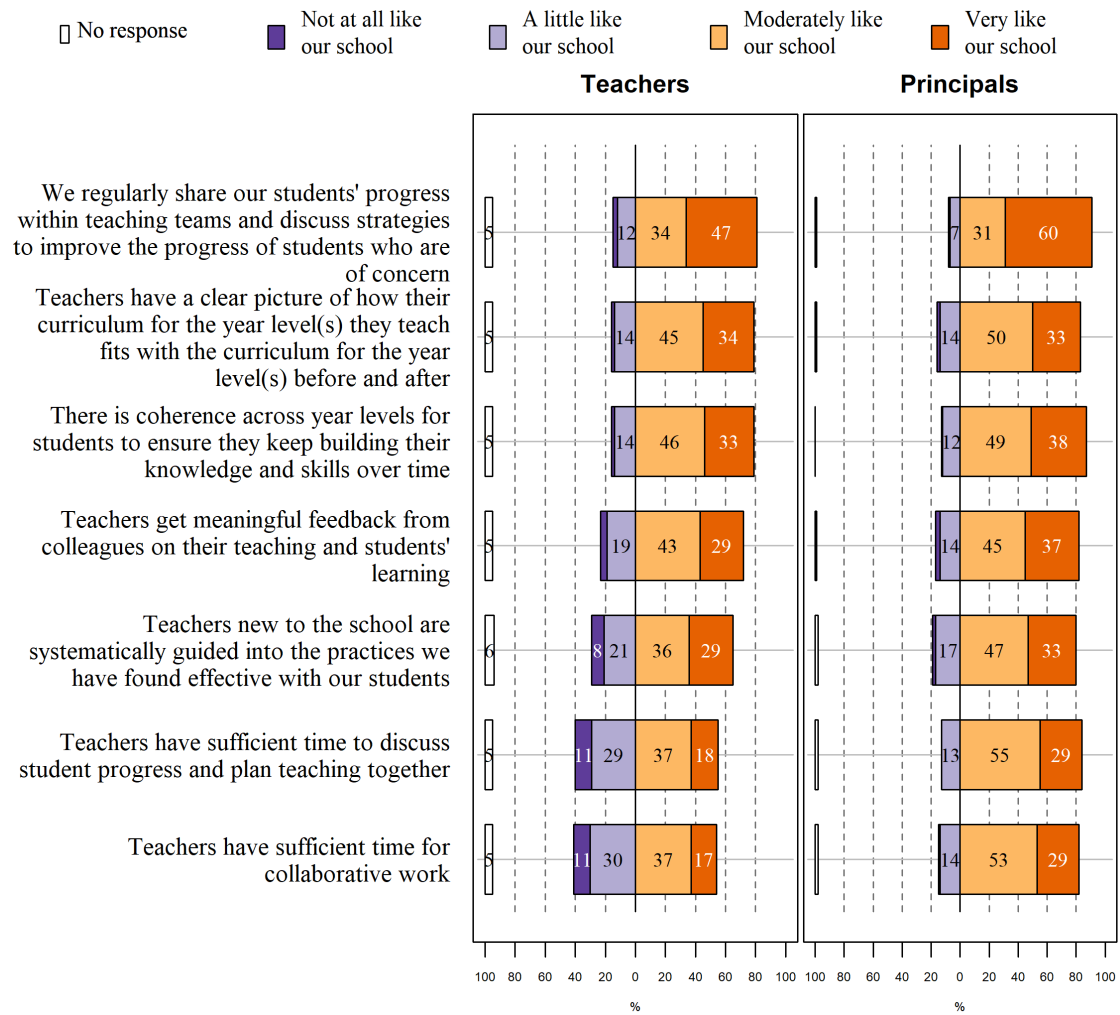 No response
Not at all like
our school
A little like
our school
Moderately like
our school
Very like
our school
Teachers
Principals
We regularly share our students' progress
within teaching teams and discuss strategies
to improve the progress of students who are
of concern
5 12 34 47 7 31 60
Teachers have a clear picture of how their
curriculum for the year level(s) they teach
fits with the curriculum for the year
level(s) before and after
5 14 45 34 14 50 33
There is coherence across year levels for
students to ensure they keep building their
knowledge and skills over time
5 14 46 33 12 49 38
Teachers get meaningful feedback from
colleagues on their teaching and students'
learning
5 19 43 29 14 45 37
Teachers new to the school are
systematically guided into the practices we
have found effective with our students
6 8 21 36 29 17 47 33
Teachers have sufficient time to discuss
student progress and plan teaching together
5 11 29 37 18 13 55 29
Teachers have sufficient time for
collaborative work
5 11 30 37 17 14 53 29
100 80 60 40 20 0 20 40 60 80 100 100 80 60 40 20 0 20 40 60 80 100
% %